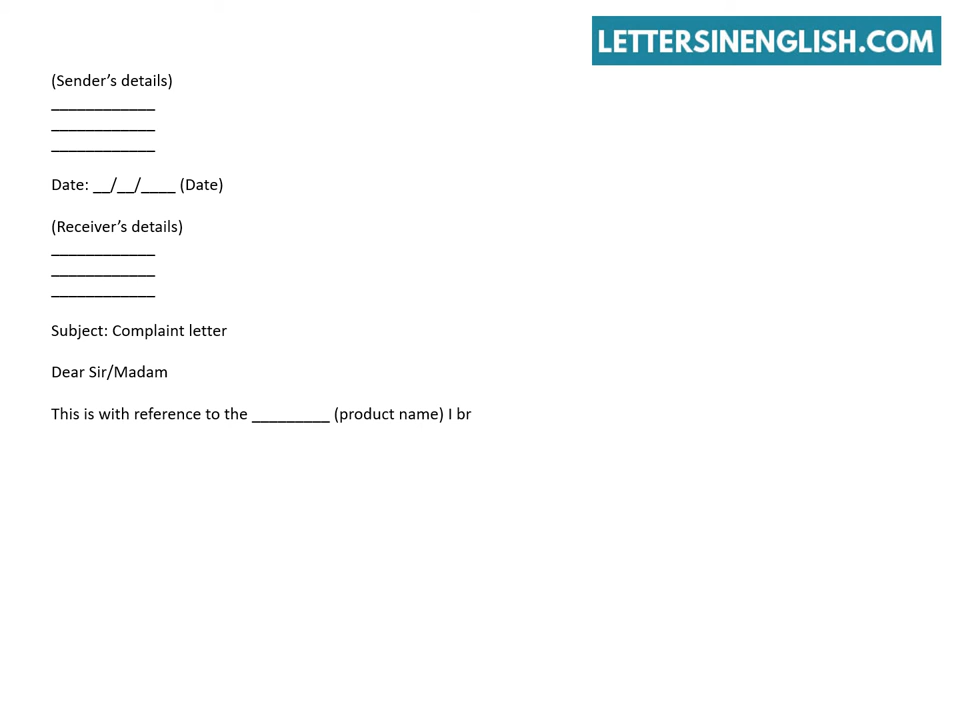 LETTERSINENGLISH.COM
(Sender’s details)
____________
____________
____________
Date: __/__/____ (Date)
(Receiver’s details)
____________
____________
____________
Subject: Complaint letter
Dear Sir/Madam
This is with reference to the _________ (product name) I br